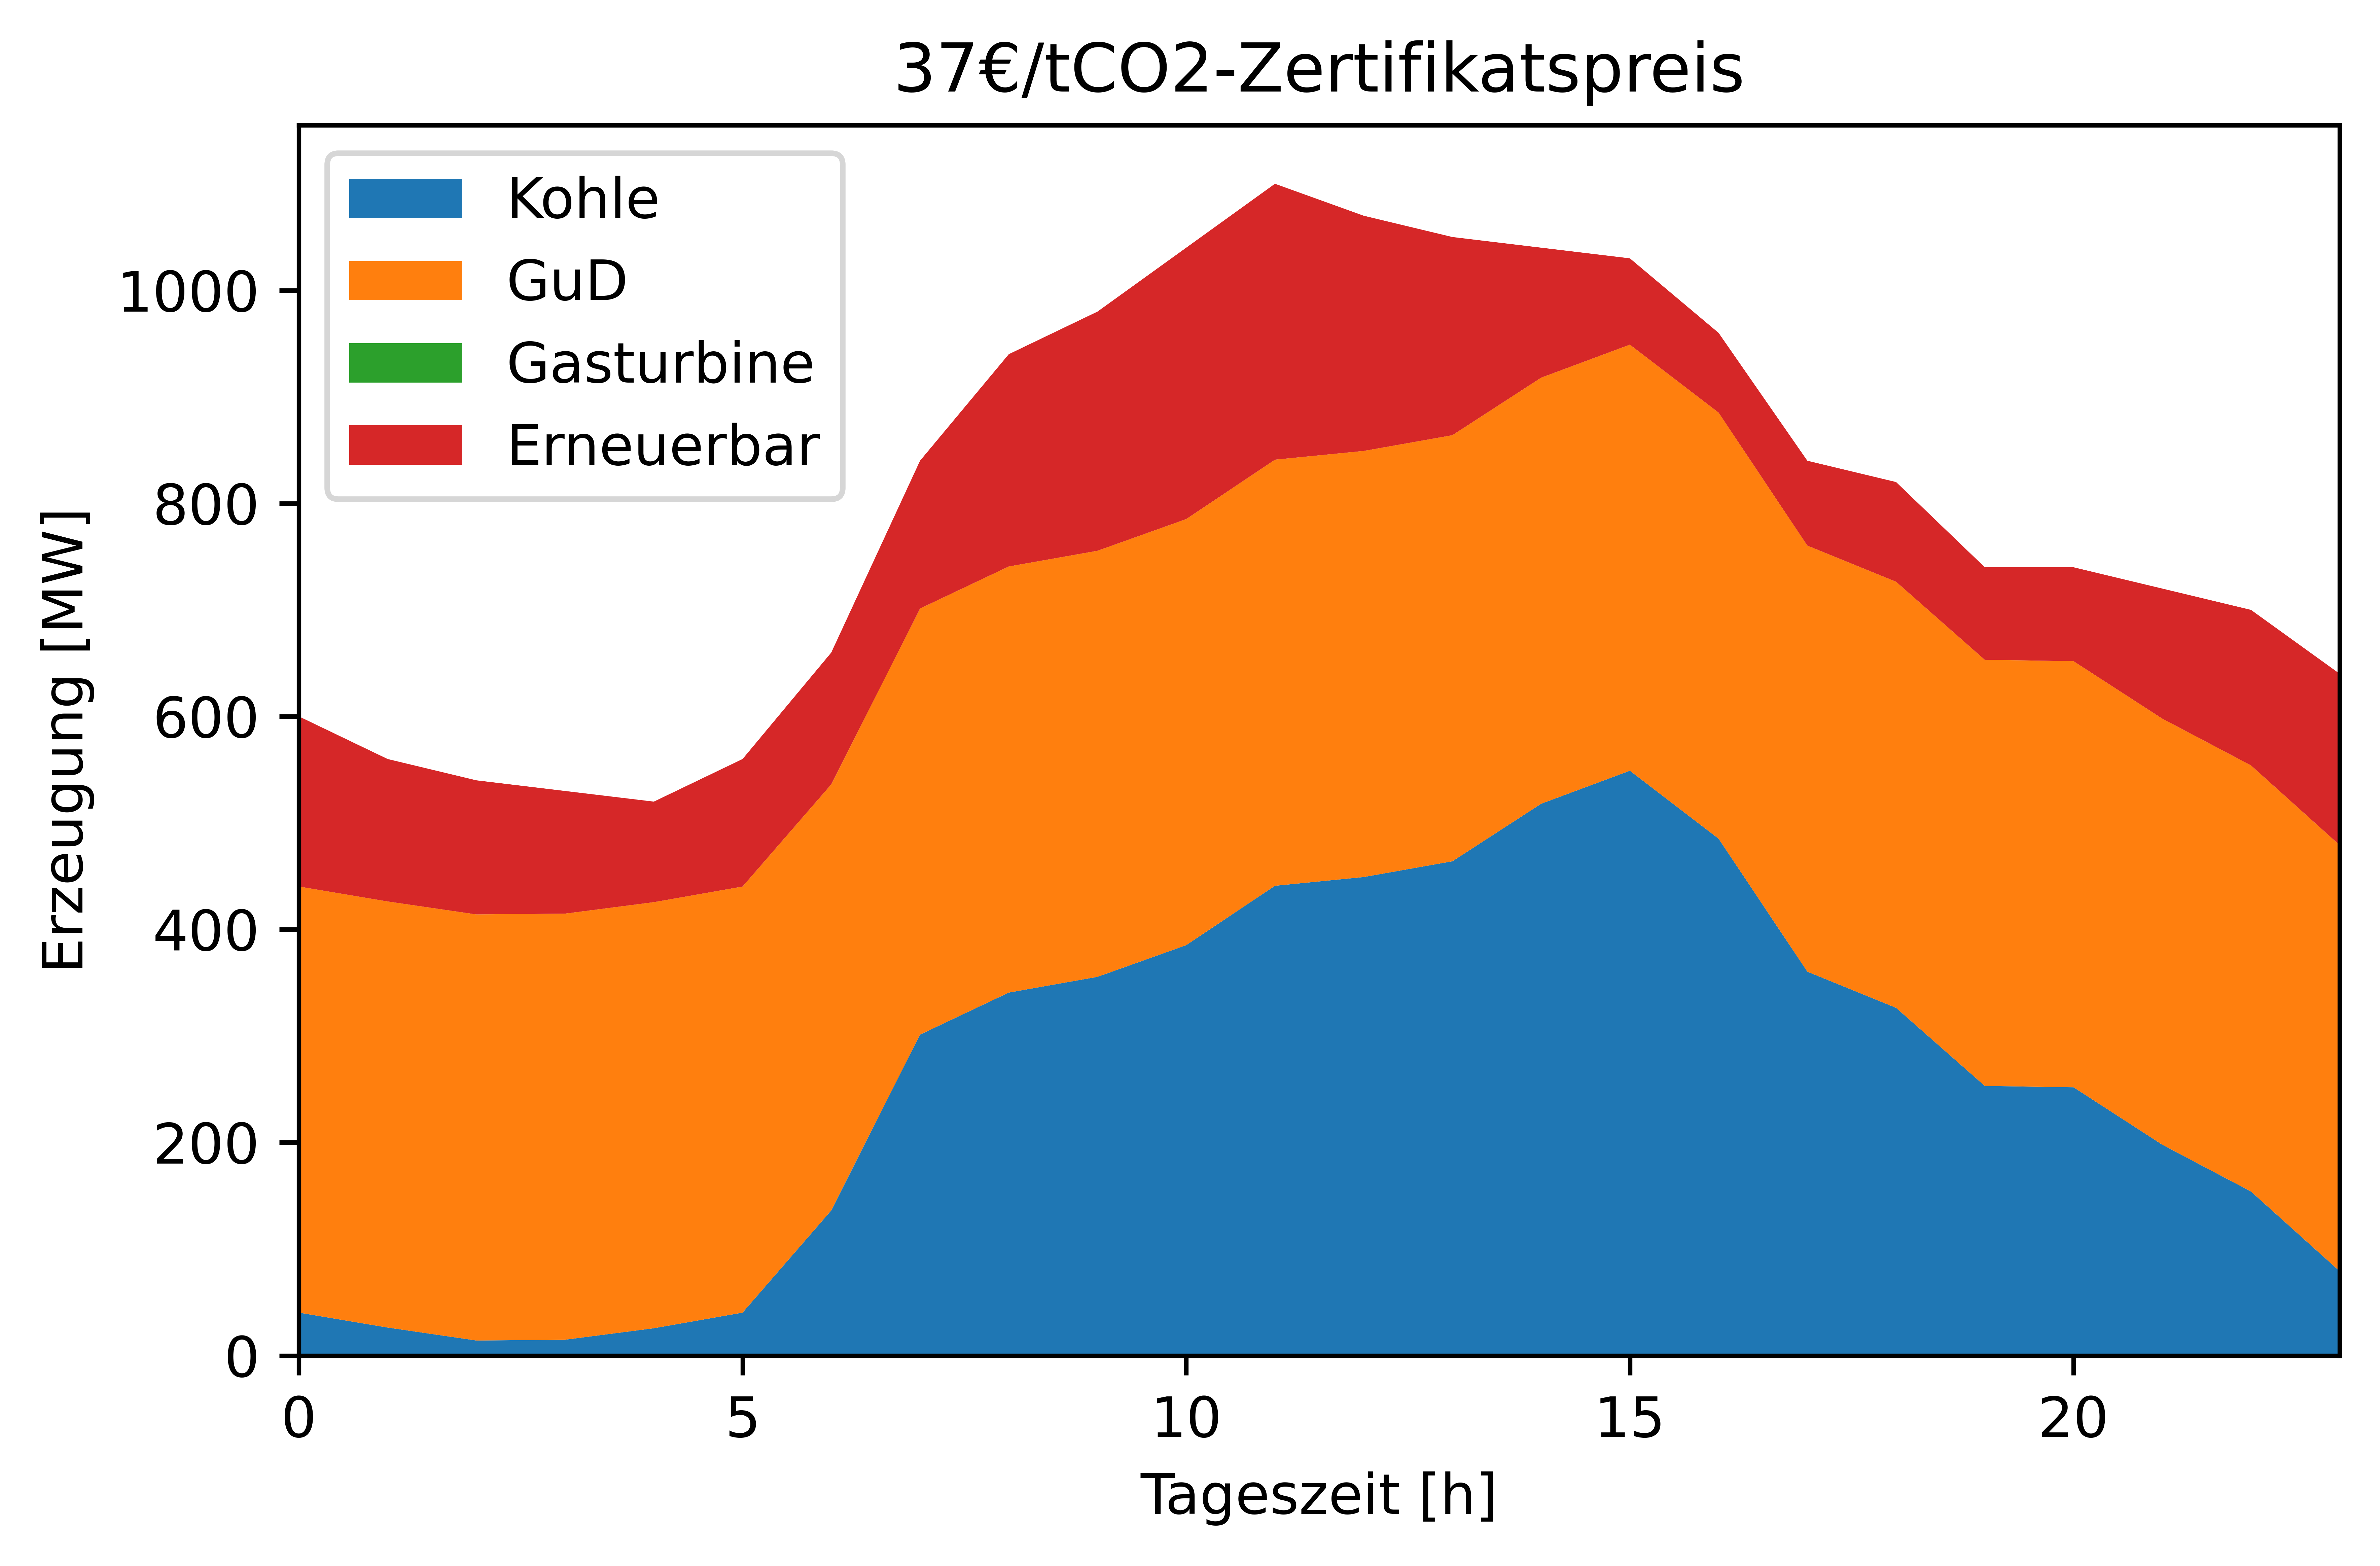 37€/tCO2-Zertifikatspreis
Kohle
GuD
Gasturbine
Erneuerbar
Erzeugung [MW]
1000
800
600
400
200
0
0 5 10 15 20
Tageszeit [h]